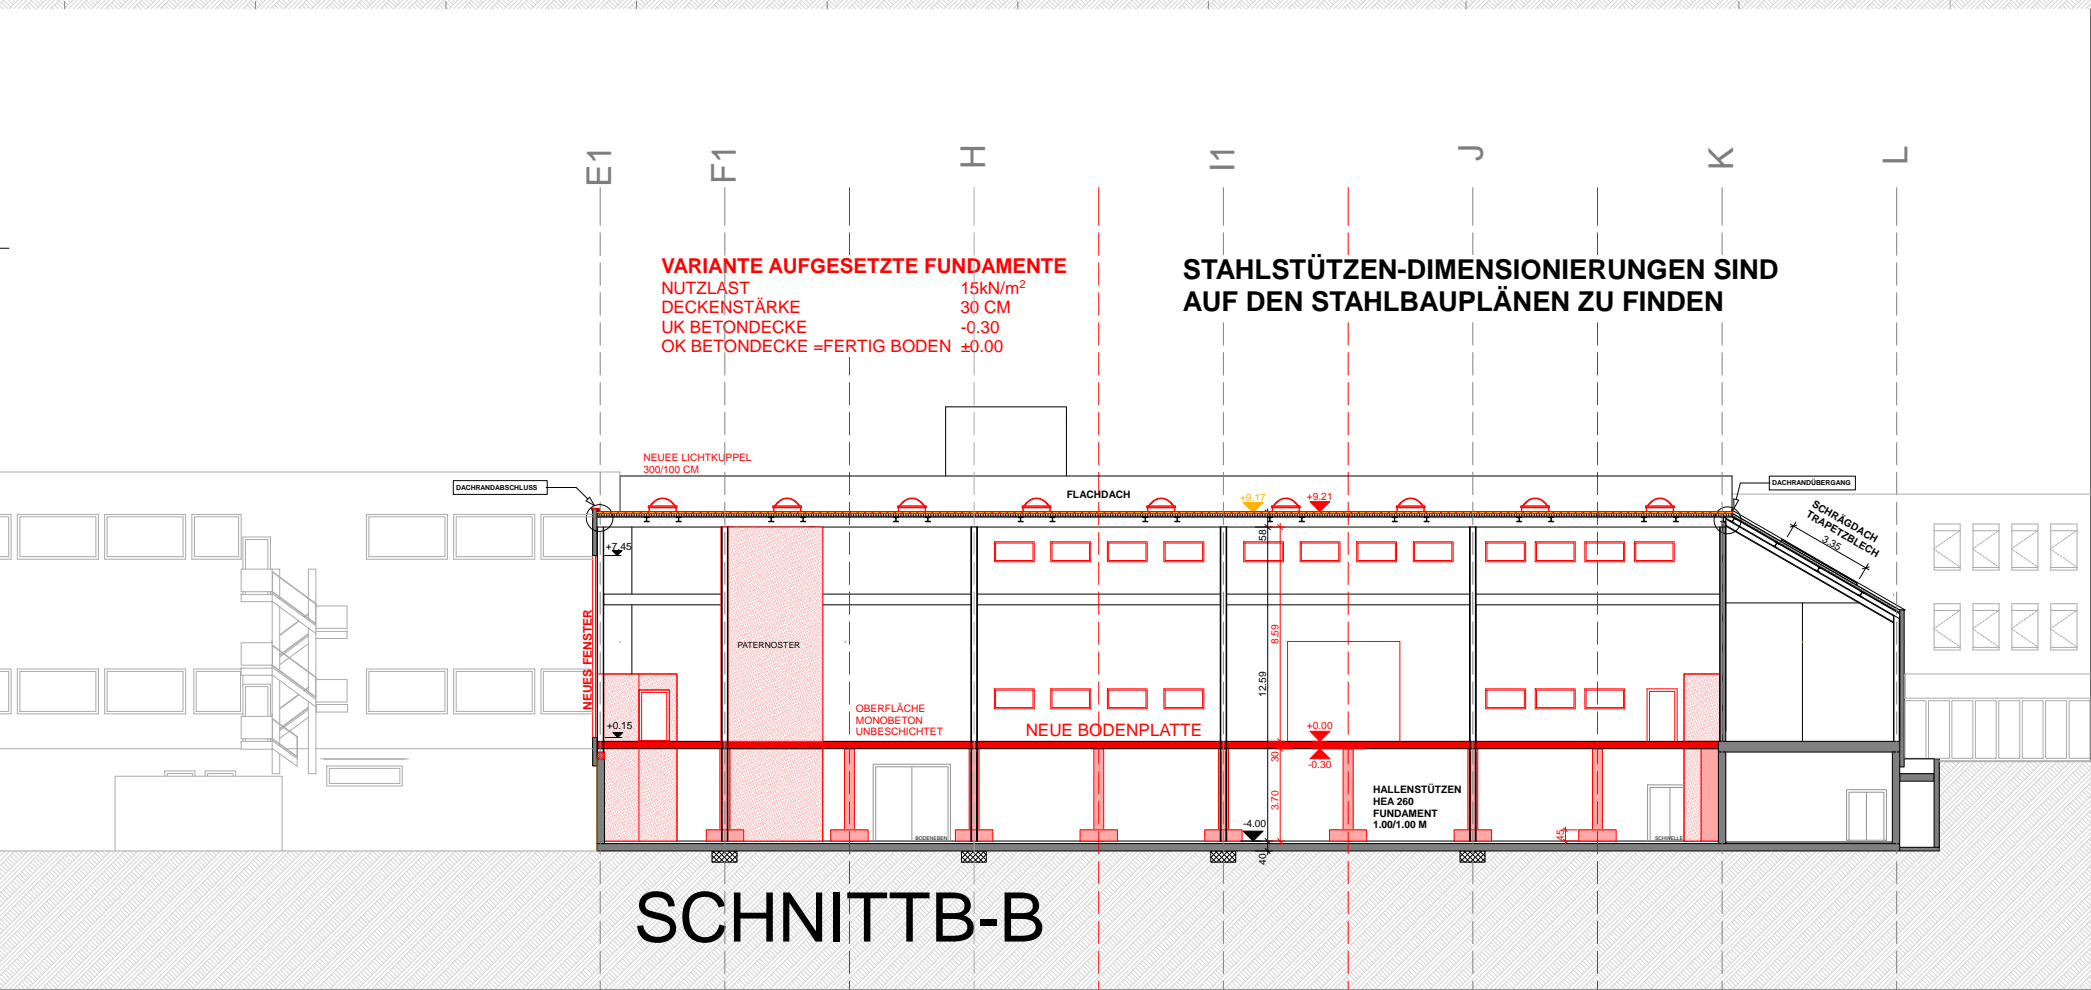 E1
F1
H
I1
J
K
L
VARIANTE AUFGESETZTE FUNDAMENTE
NUTZLAST 15kN/m²
DECKENSTÄRKE 30 CM
UK BETONDECKE -0.30
OK BETONDECKE =FERTIG BODEN ±0.00
STAHLSTÜTZEN-DIMENSIONIERUNGEN SIND
AUF DEN STAHLBAUPLÄNEN ZU FINDEN
NEUEE LICHTKUPPEL
300/100 CM
DACHRANDABSCHLUSS
FLACHDACH
+9.17
+9.21
DACHRANDÜBERGANG
SCHRÄGDACH
TRAPETZBLECH
3.35
58
+7.45
NEUES FENSTER
PATERNOSTER
8.59
12.59
+0.15
OBERFLÄCHE
MONOBETON
UNBESCHICHTET
NEUE BODENPLATTE
+0.00
30
-0.30
3.70
HALLENSTÜTZEN
HEA 260
FUNDAMENT
1.00/1.00 M
-4.00
45
BODENEBEN
SCHWELLE
40
SCHNITTB-B